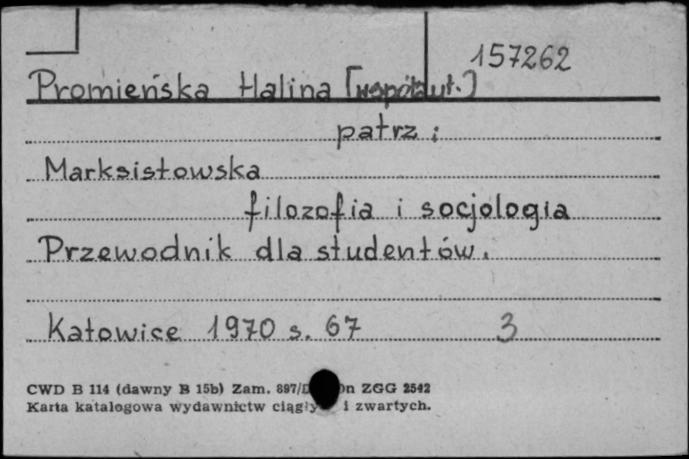 157262
Promieńska Halina [współaut.]
patrz:
Marksistowska
filozofia i socjologia
Przewodnik dla studentów.
Katowice 1970 s. 67 3
CWD B 114 (dawny B 15b) Zam. 897/ ZGG 2542
Karta katalogowa wydawnictw i zwartych.